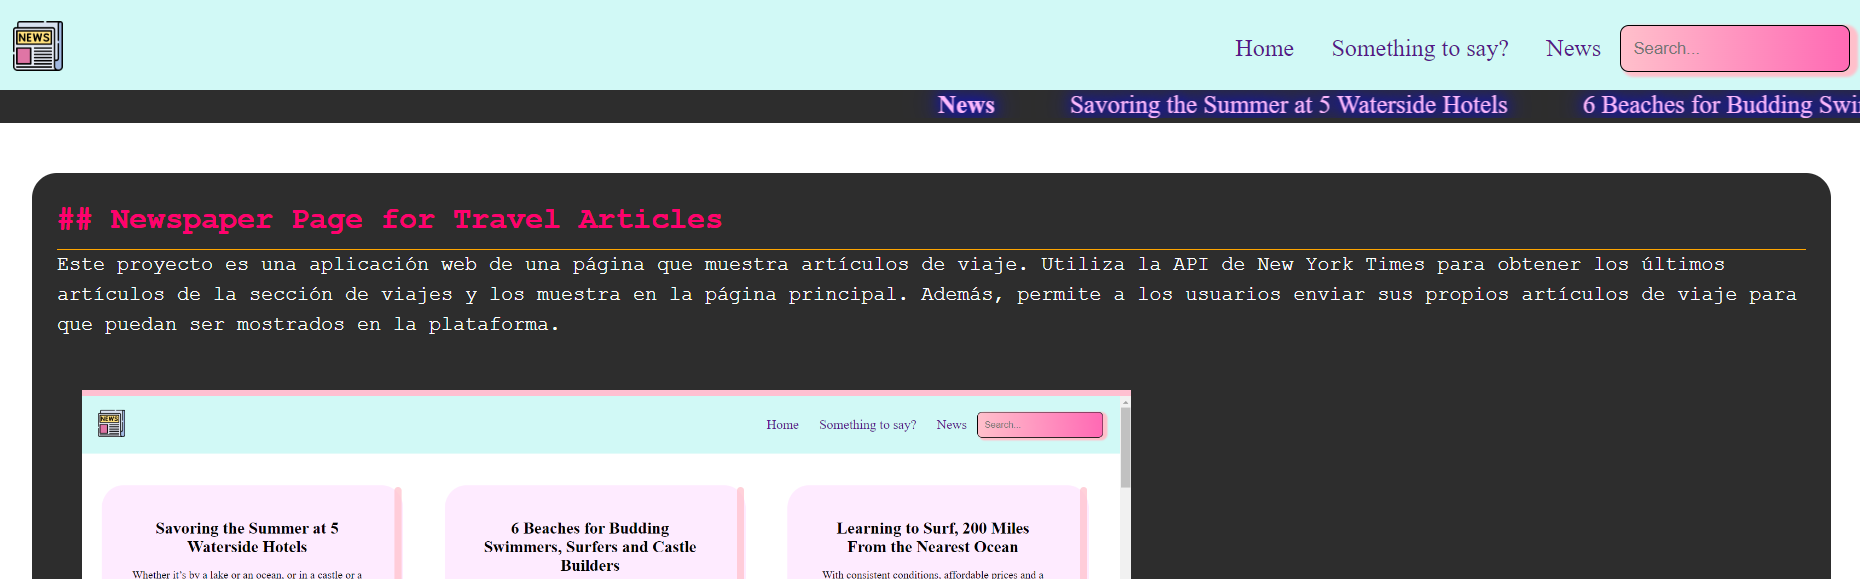 NEWS
Home Something to say? News Search...
News Savoring the Summer at 5 Waterside Hotels 6 Beaches for Budding
## Newspaper Page for Travel Articles
Este proyecto es una aplicación web de una página que muestra artículos de viaje. Utiliza la API de New York Times para obtener los últimos
artículos de la sección de viajes y los muestra en la página principal. Además, permite a los usuarios enviar sus propios artículos de viaje para
que puedan ser mostrados en la plataforma.
NEWS
Home Something to say? News Search...
Savoring the Summer at 5
Waterside Hotels
Whether it's by a lake or an ocean, or in a castle or a
6 Beaches for Budding
Swimmers, Surfers and Castle
Builders
Learning to Surf, 200 Miles
From the Nearest Ocean
With consistent conditions, affordable prices and a